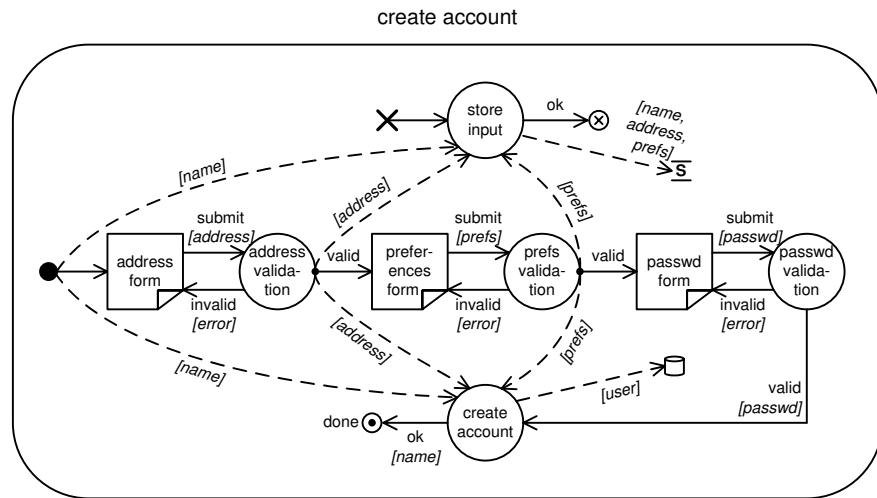 create account
store
input
ok
[name,
address,
prefs]
S
[name]
[address]
[prefs]
submit
[address]
submit
[prefs]
submit
[passwd]
address
form
address
valida-
tion
valid
prefer-
ences
form
prefs
valida-
tion
valid
passwd
form
passwd
valida-
tion
invalid
[error]
invalid
[error]
invalid
[error]
[name]
[address]
[prefs]
[user]
valid
[passwd]
done
ok
[name]
create
account